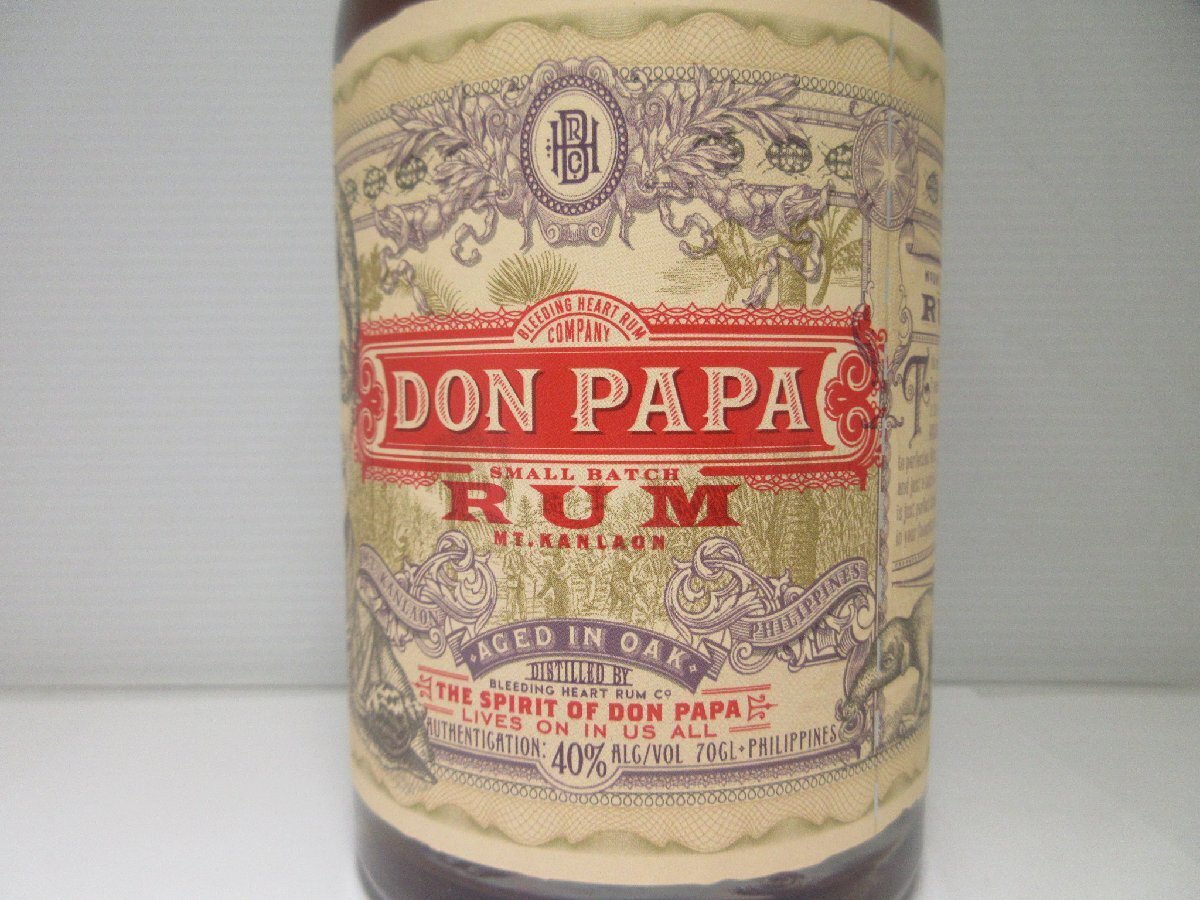 BHRC
BLEEDING HEART RUM
COMPANY
DON PAPA
SMALL BATCH
RUM
MT. KANLAON
KANLAON
PHILIPPINES
AGED IN OAK
DISTILLED BY
BLEEDING HEART RUM Cº
THE SPIRIT OF DON PAPA
LIVES ON IN US ALL
AUTHENTICATION: 40% ALC/VOL 70CL • PHILIPPINES